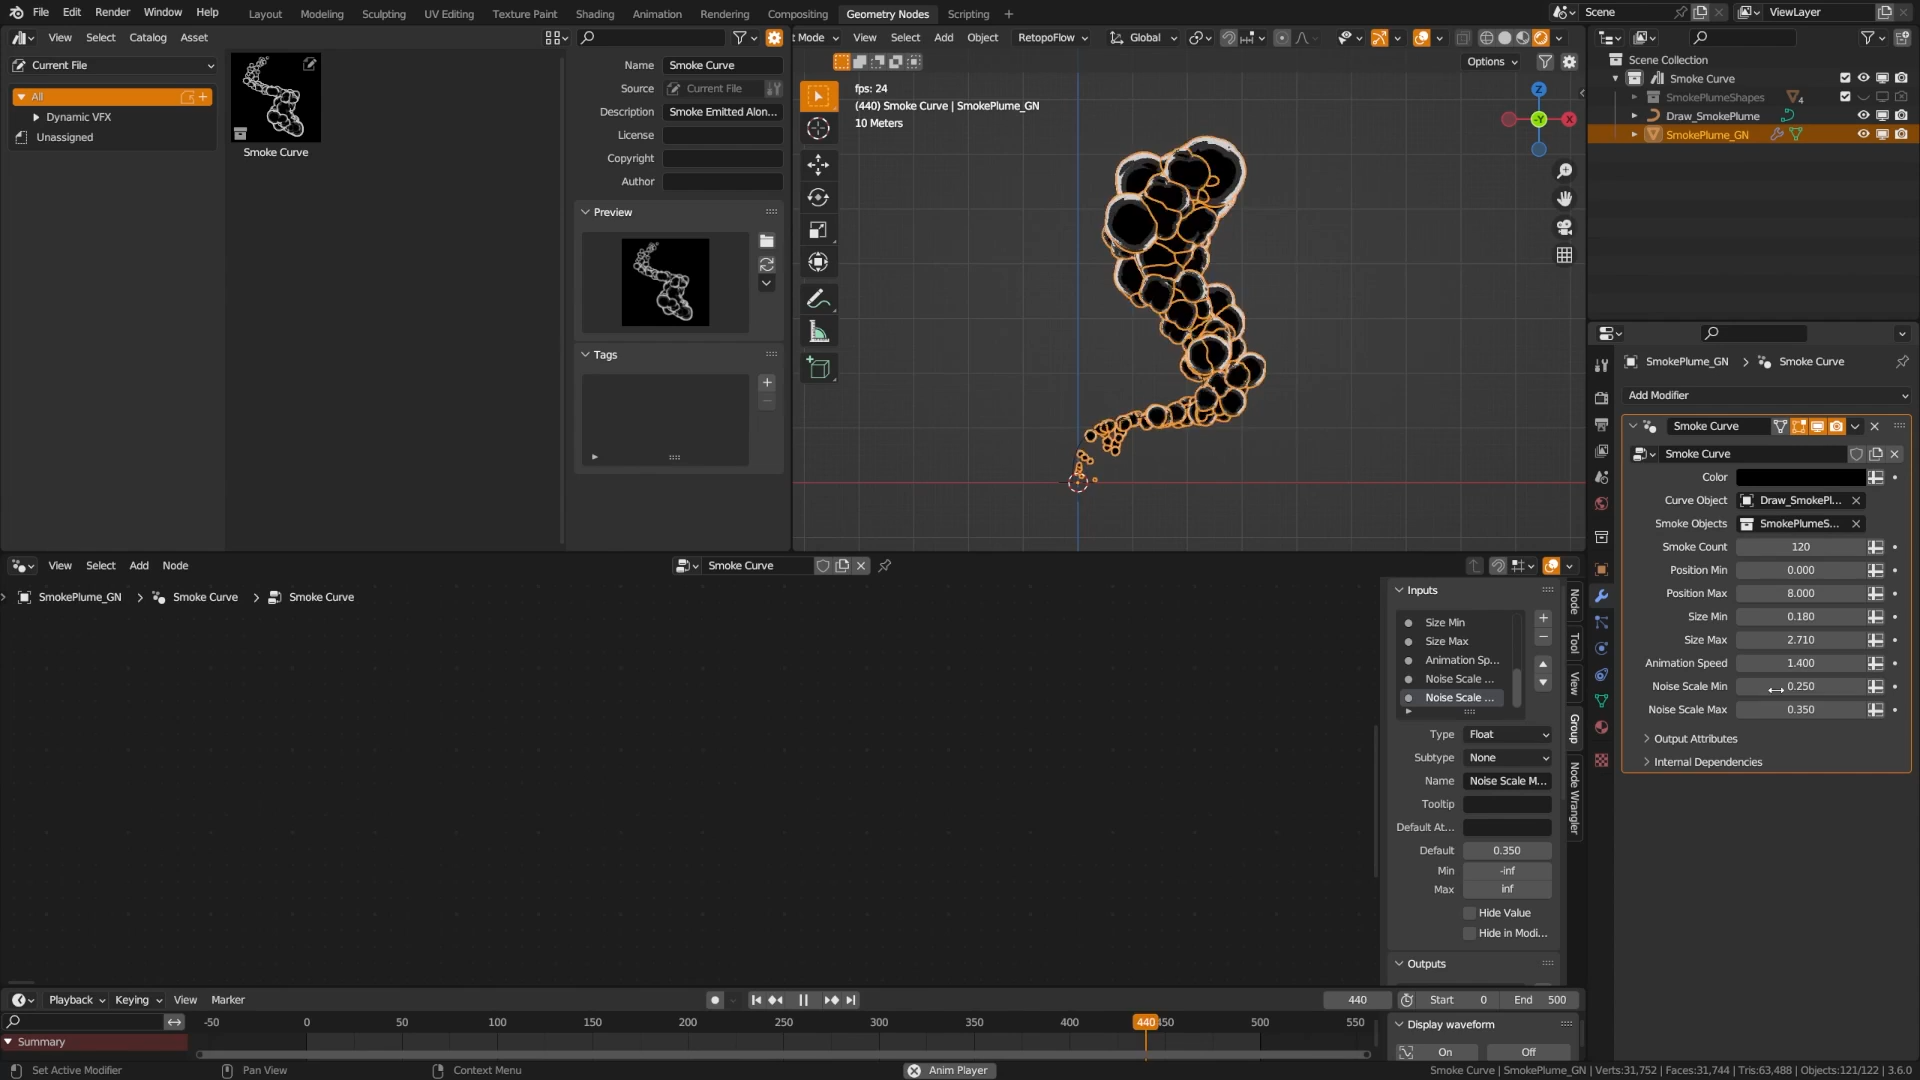 File Edit Render Window Help
Layout Modeling Sculpting UV Editing Texture Paint Shading Animation Rendering Compositing Geometry Nodes Scripting +
Scene
ViewLayer
View Select Catalog Asset
Current File
All
Dynamic VFX
Unassigned
Smoke Curve
Name Smoke Curve
Source Current File
Description Smoke Emitted Alon...
License
Copyright
Author
Preview
Tags
t Mode View Select Add Object RetopoFlow Global
Options
fps: 24
(440) Smoke Curve | SmokePlume_GN
10 Meters
Z
-Y
X
Scene Collection
Smoke Curve
SmokePlumeShapes 4
Draw_SmokePlume
SmokePlume_GN
SmokePlume_GN > Smoke Curve
Add Modifier
Smoke Curve
Smoke Curve
Color
Curve Object Draw_SmokePl...
Smoke Objects SmokePlumeS...
Smoke Count 120
Position Min 0.000
Position Max 8.000
Size Min 0.180
Size Max 2.710
Animation Speed 1.400
Noise Scale Min 0.250
Noise Scale Max 0.350
Output Attributes
Internal Dependencies
View Select Add Node
Smoke Curve
SmokePlume_GN > Smoke Curve > Smoke Curve
Inputs
Size Min
Size Max
Animation Sp...
Noise Scale ...
Noise Scale ...
Type Float
Subtype None
Name Noise Scale M...
Tooltip
Default At...
Default 0.350
Min -inf
Max inf
Hide Value
Hide in Modi...
Outputs
Node
Tool
View
Group
Node Wrangler
Playback Keying View Marker
440 Start 0 End 500
-50 0 50 100 150 200 250 300 350 400 440 450 500 550
Summary
Display waveform
On Off
Set Active Modifier Pan View Context Menu Anim Player
Smoke Curve | SmokePlume_GN | Verts:31,752 | Faces:31,744 | Tris:63,488 | Objects:121/122 | 3.6.0